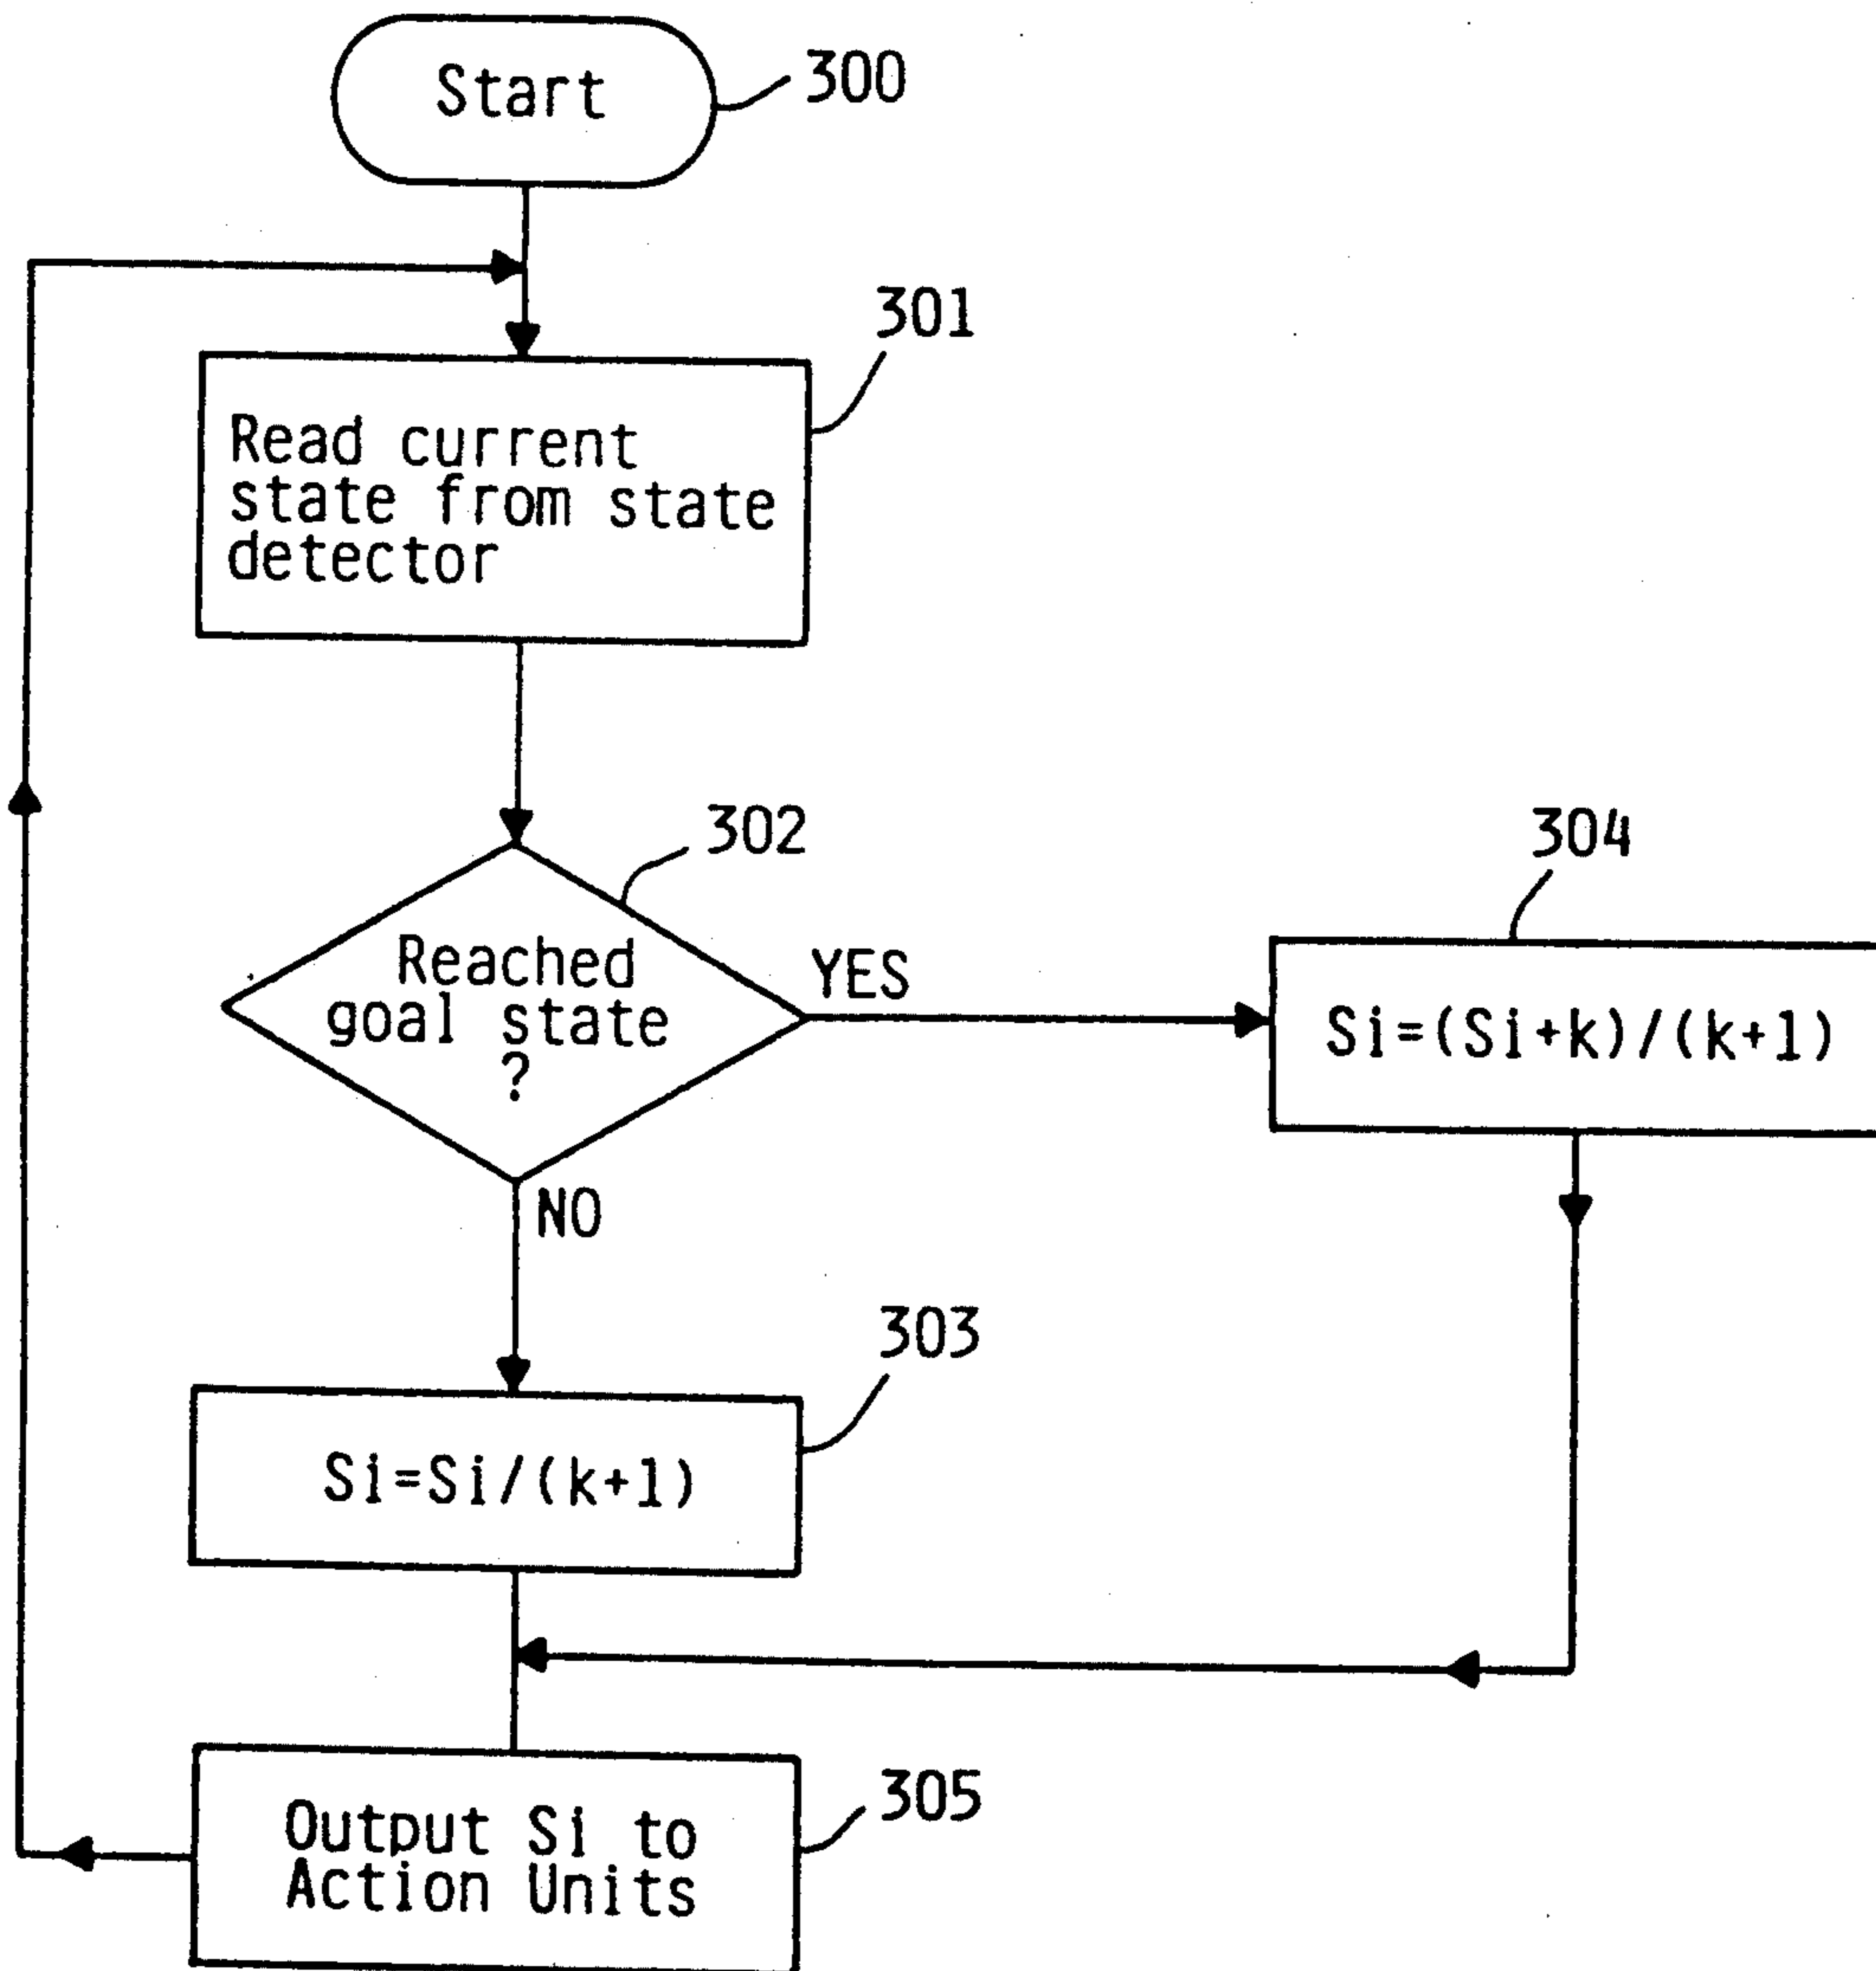 Start
300
301
Read current
state from state
detector
302
Reached
goal state
?
YES
304
Si=(Si+k)/(k+1)
NO
303
Si=Si/(k+1)
305
Output Si to
Action Units